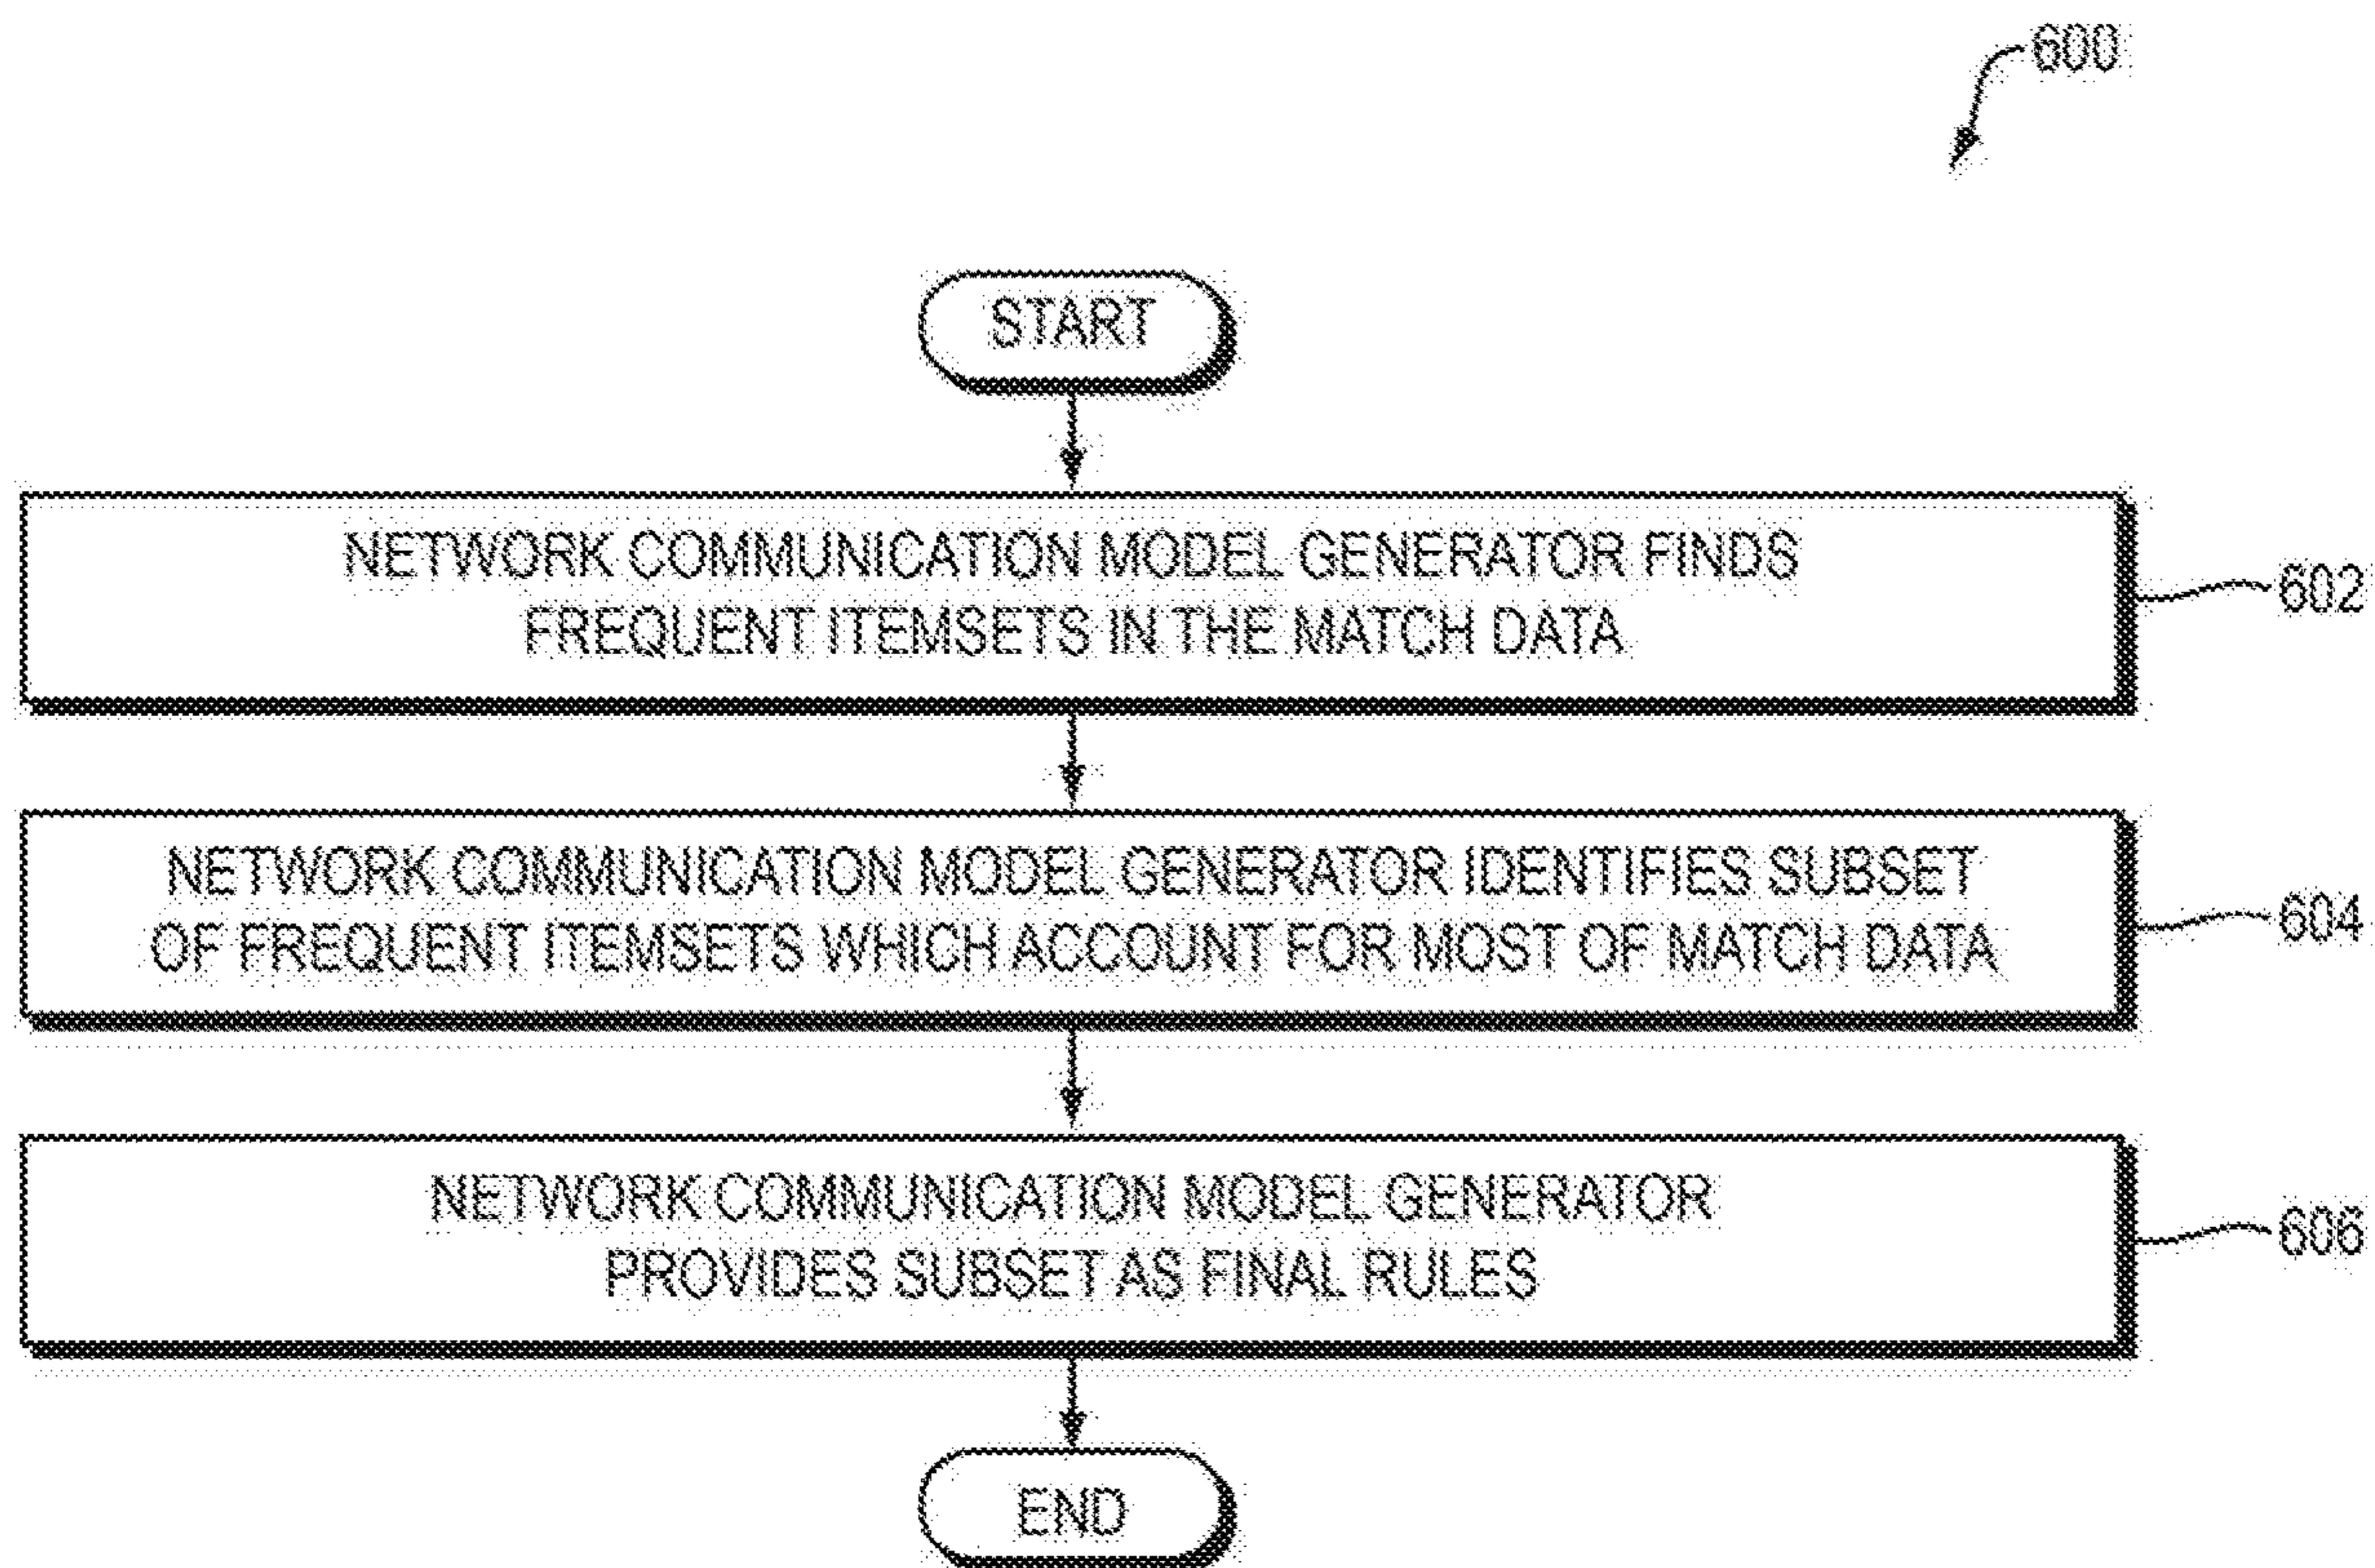 600
START
NETWORK COMMUNICATION MODEL GENERATOR FINDS
FREQUENT ITEMSETS IN THE MATCH DATA
602
NETWORK COMMUNICATION MODEL GENERATOR IDENTIFIES SUBSET
OF FREQUENT ITEMSETS WHICH ACCOUNT FOR MOST OF MATCH DATA
604
NETWORK COMMUNICATION MODEL GENERATOR
PROVIDES SUBSET AS FINAL RULES
606
END